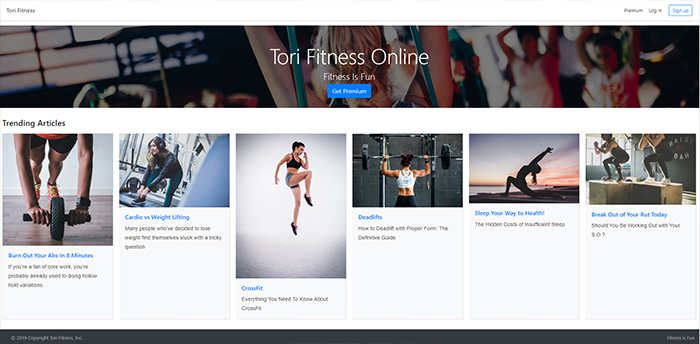 Tori Fitness
Premium Log In Sign up
Tori Fitness Online
Fitness Is Fun
Get Premium
Trending Articles
Burn Out Your Abs In 8 Minutes
If you're a fan of core work, you're
probably already used to doing hollow
hold variations.
Cardio vs Weight Lifting
Many people who've decided to lose
weight find themselves stuck with a tricky
question
CrossFit
Everything You Need To Know About
CrossFit
Deadlifts
How to Deadlift with Proper Form: The
Definitive Guide
Sleep Your Way to Health!
The Hidden Costs of Insufficient Sleep
Break Out of Your Rut Today
Should You Be Working Out with Your
S.O.?
RAISE
BAR
© 2019 Copyright Tori Fitness, Inc.
Fitness is Fun